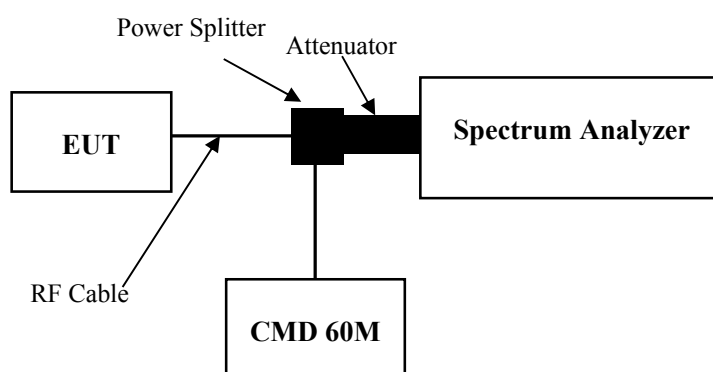 Power Splitter
Attenuator
EUT
Spectrum Analyzer
RF Cable
CMD 60M